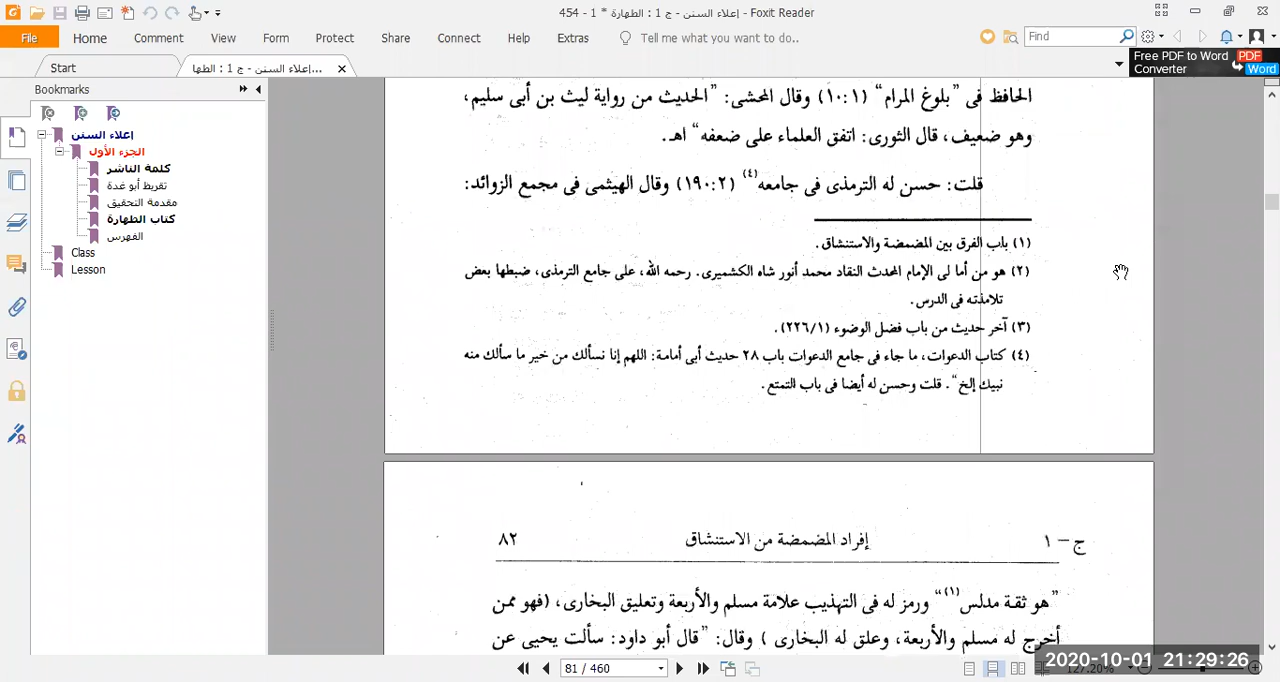 إعلاء السنن - ج 1 : الطهارة * 1 - 454 - Foxit Reader
File Home Comment View Form Protect Share Connect Help Extras Tell me what you want to do.. Find
Start
إعلاء السنن - ج 1 : الطها...
Free PDF to Word Converter
PDF
Word
Bookmarks
إعلاء السنن
الجزء الأول
كلمة الناشر
تقريظ أبو غدة
مقدمة التحقيق
كتاب الطهارة
الفهرس
Class
Lesson
الحافظ فى "بلوغ المرام" (١٠:١) وقال المحشى: "الحديث من رواية ليث بن أبى سليم،
وهو ضعيف، قال الثورى: اتفق العلماء على ضعفه" اهـ.
قلت: حسن له الترمذى فى جامعه(٤) (١٩٠:٢) وقال الهيثمى فى مجمع الزوائد:
(١) باب الفرق بين المضمضة والاستنشاق.
(٢) هو من أما لى الإمام المحدث النقاد محمد أنور شاه الكشميرى. رحمه الله، على جامع الترمذى، ضبطها بعض
تلامذته فى الدرس.
(٣) آخر حديث من باب فضل الوضوء (٢٢٦/١).
(٤) كتاب الدعوات، ما جاء فى جامع الدعوات باب ٢٨ حديث أبى أمامة: اللهم إنا نسألك من خير ما سألك منه
نبيك إلخ". قلت وحسن له أيضا فى باب التمتع.
ج – ١ إفراد المضمضة من الاستنشاق ٨٢
"هو ثقة مدلس(١)" ورمز له فى التهذيب علامة مسلم والأربعة وتعليق البخارى، (فهو ممن
أخرج له مسلم والأربعة، وعلق له البخارى ) وقال: "قال أبو داود: سألت يحيى عن
81 / 460
127.20%
2020-10-01 21:29:26